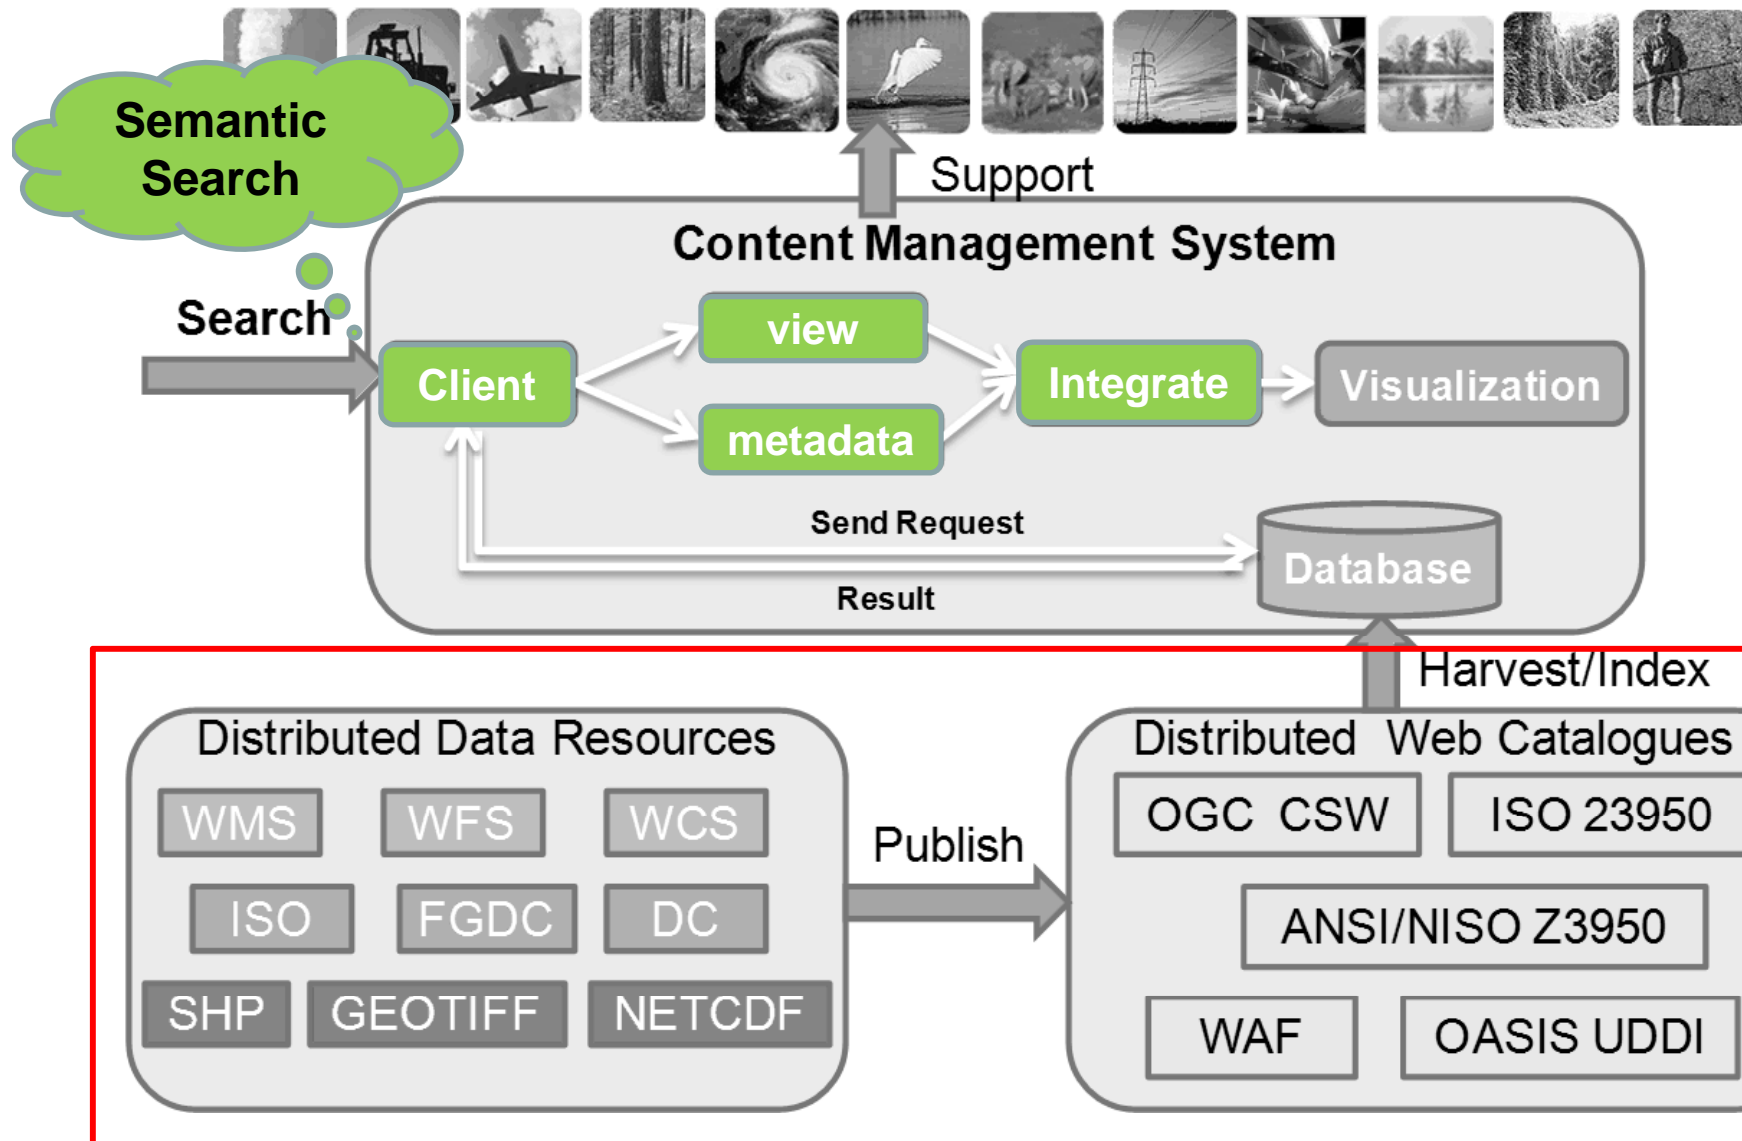 Semantic
Search
Support
Content Management System
Search
view
Client
Integrate
Visualization
metadata
Send Request
Database
Result
Harvest/Index
Distributed Data Resources
Distributed Web Catalogues
WMS
WFS
WCS
OGC CSW
ISO 23950
Publish
ISO
FGDC
DC
ANSI/NISO Z3950
SHP
GEOTIFF
NETCDF
WAF
OASIS UDDI